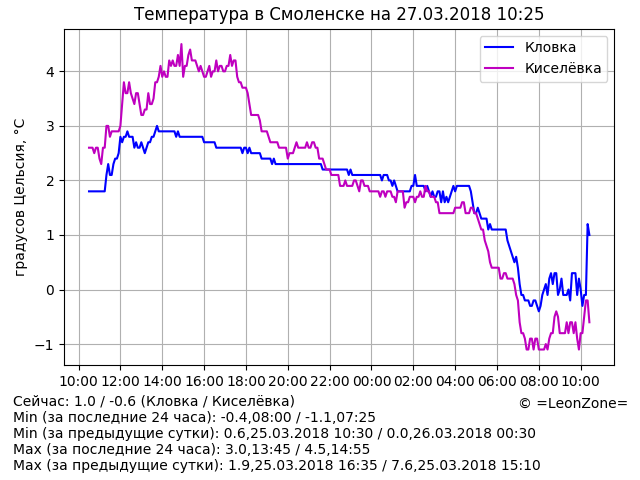 Температура в Смоленске на 27.03.2018 10:25
Кловка
Киселёвка
градусов Цельсия, °C
4
3
2
1
0
−1
10:00 12:00 14:00 16:00 18:00 20:00 22:00 00:00 02:00 04:00 06:00 08:00 10:00
Сейчас: 1.0 / -0.6 (Кловка / Киселёвка)
© =LeonZone=
Min (за последние 24 часа): -0.4,08:00 / -1.1,07:25
Min (за предыдущие сутки): 0.6,25.03.2018 10:30 / 0.0,26.03.2018 00:30
Max (за последние 24 часа): 3.0,13:45 / 4.5,14:55
Max (за предыдущие сутки): 1.9,25.03.2018 16:35 / 7.6,25.03.2018 15:10